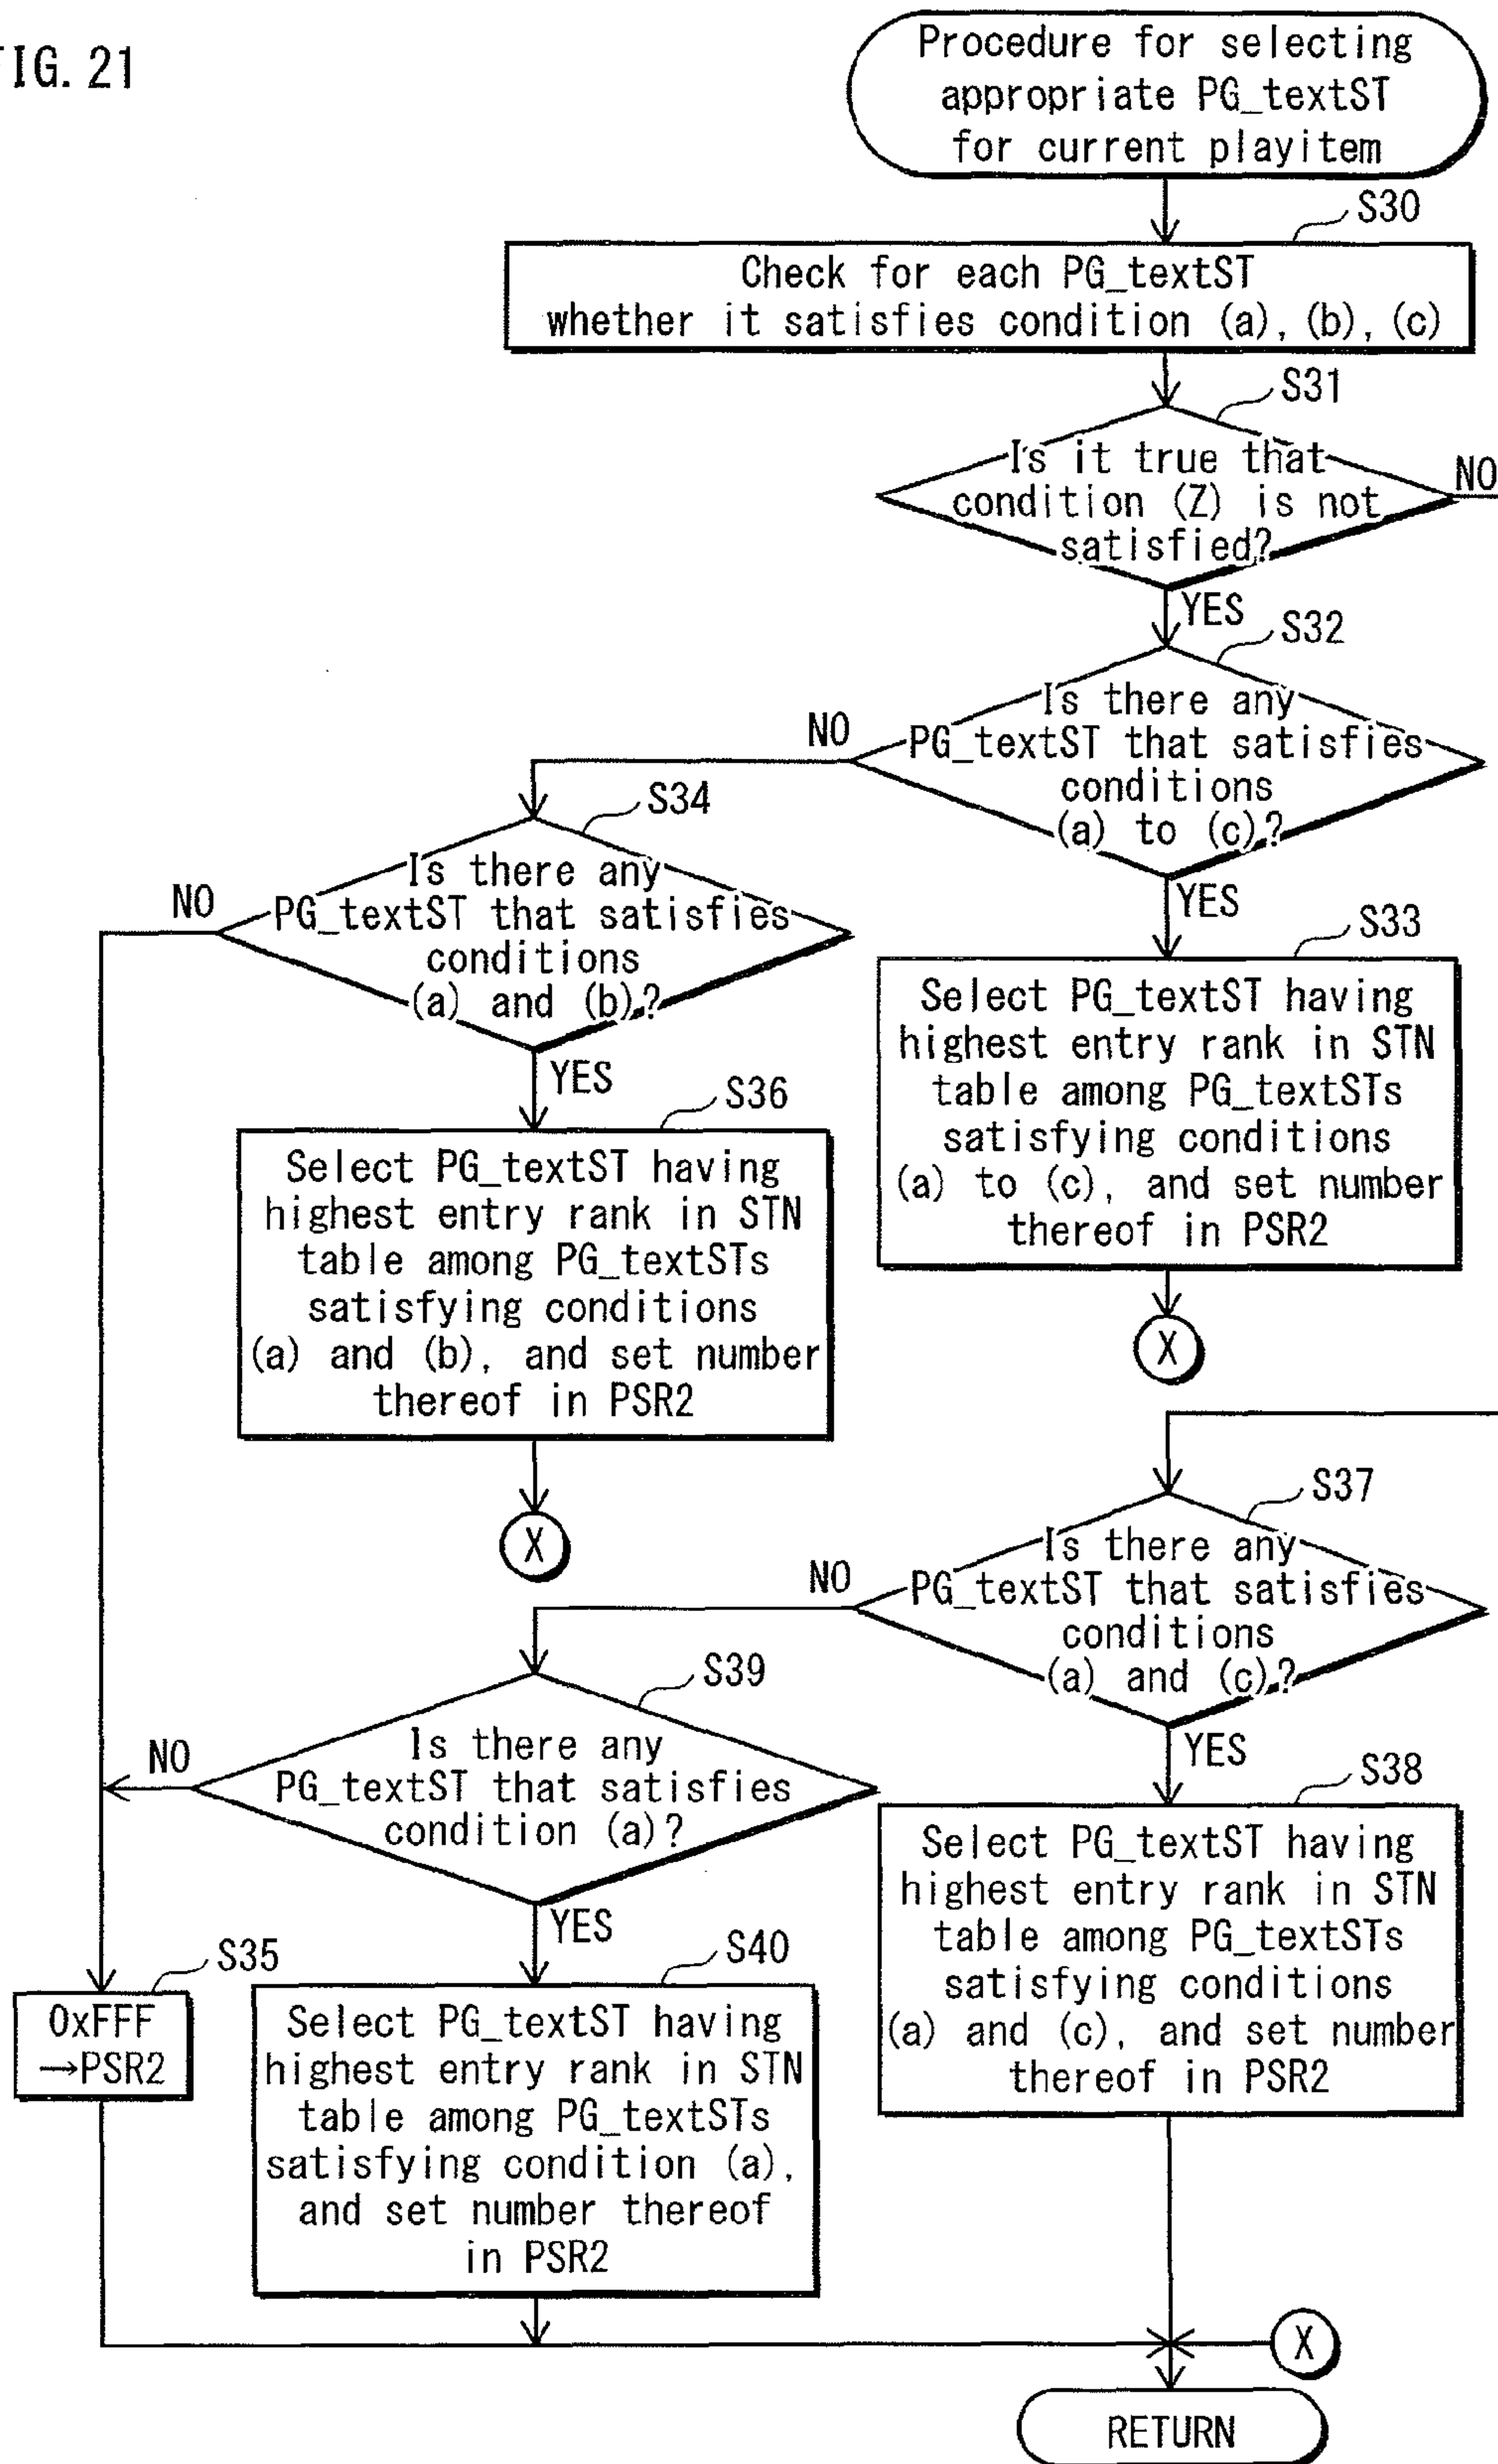 FIG. 21
Procedure for selecting
appropriate PG_textST
for current playitem
S30
Check for each PG_textST
whether it satisfies condition (a), (b), (c)
S31
Is it true that
condition (Z) is not
satisfied?
NO
YES
S32
Is there any
PG_textST that satisfies
conditions
(a) to (c)?
NO
YES
S34
Is there any
PG_textST that satisfies
conditions
(a) and (b)?
NO
YES
S33
Select PG_textST having
highest entry rank in STN
table among PG_textSTs
satisfying conditions
(a) to (c), and set number
thereof in PSR2
X
S36
Select PG_textST having
highest entry rank in STN
table among PG_textSTs
satisfying conditions
(a) and (b), and set number
thereof in PSR2
X
S37
Is there any
PG_textST that satisfies
conditions
(a) and (c)?
NO
YES
S39
Is there any
PG_textST that satisfies
condition (a)?
NO
YES
S38
Select PG_textST having
highest entry rank in STN
table among PG_textSTs
satisfying conditions
(a) and (c), and set number
thereof in PSR2
S35
0xFFF
→PSR2
S40
Select PG_textST having
highest entry rank in STN
table among PG_textSTs
satisfying condition (a),
and set number thereof
in PSR2
X
RETURN